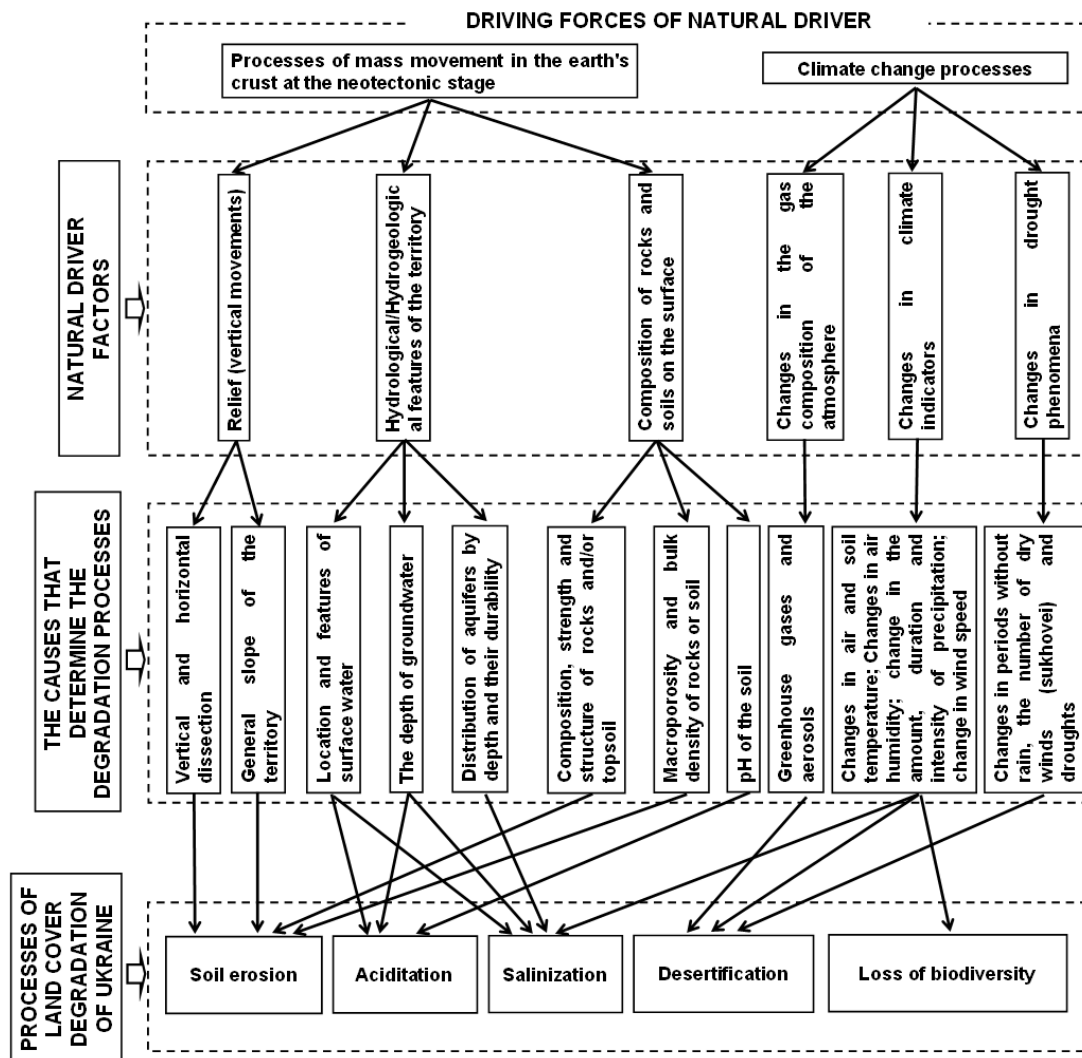 DRIVING FORCES OF NATURAL DRIVER
Processes of mass movement in the earth's
crust at the neotectonic stage
Climate change processes
NATURAL DRIVER
FACTORS
Relief (vertical movements)
Hydrological/Hydrogeologic
al features of the territory
Composition of rocks and
soils on the surface
Changes in the gas
composition of the
atmosphere
Changes in climate
indicators
Changes in drought
phenomena
THE CAUSES THAT
DETERMINE THE
DEGRADATION PROCESSES
Vertical and horizontal
dissection
General slope of the
territory
Location and features of
surface water
The depth of groundwater
Distribution of aquifers by
depth and their durability
Composition, strength and
structure of rocks and/or
topsoil
Macroporosity and bulk
density of rocks or soil
pH of the soil
Greenhouse gases and
aerosols
Changes in air and soil
temperature; Changes in air
humidity; change in the
amount, duration and
intensity of precipitation;
change in wind speed
Changes in periods without
rain, the number of dry
winds (sukhovei) and
droughts
PROCESSES OF
LAND COVER
DEGRADATION
OF UKRAINE
Soil erosion
Aciditation
Salinization
Desertification
Loss of biodiversity